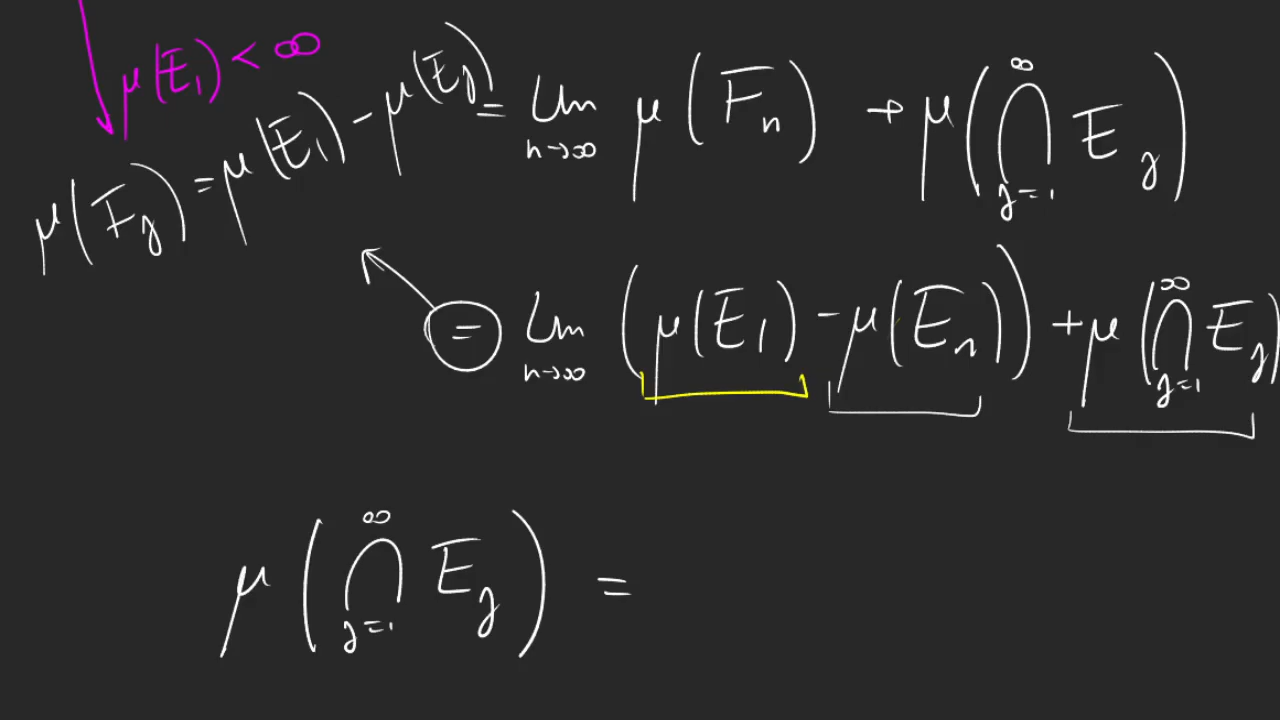 μ(E₁) < ∞
μ(F_j) = μ(E₁) − μ(E_j) = lim_{n→∞} μ(F_n) + μ(⋂_{j=1}^{∞} E_j)
= lim_{n→∞} (μ(E₁) − μ(E_n)) + μ(⋂_{j=1}^{∞} E_j)
μ(⋂_{j=1}^{∞} E_j) =